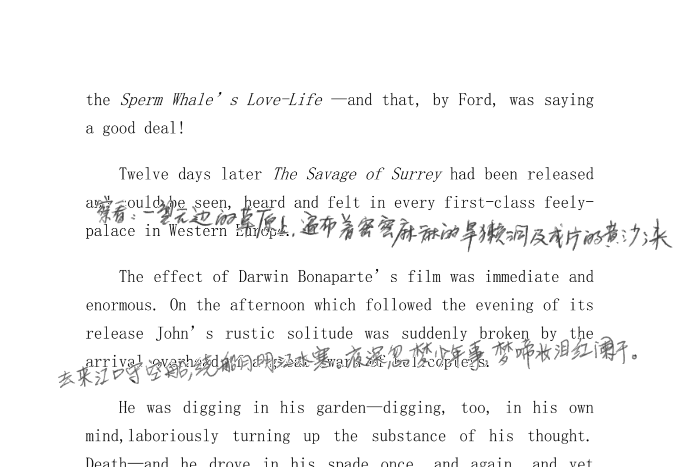 the Sperm Whale's Love-Life —and that, by Ford, was saying
a good deal!
Twelve days later The Savage of Surrey had been released
and could be seen, heard and felt in every first-class feely-
察看:一望无边的草原上,遍布着密密麻麻的旱獭洞及成片的黄沙
palace in Western Europe.
The effect of Darwin Bonaparte's film was immediate and
enormous. On the afternoon which followed the evening of its
release John's rustic solitude was suddenly broken by the
去来江口守空船,绕船月明江水寒。夜深忽梦少年事,梦啼妆泪红阑干。
arrival overhead of a great swarm of helicopters.
He was digging in his garden—digging, too, in his own
mind,laboriously turning up the substance of his thought.
Death—and he drove in his spade once, and again, and yet